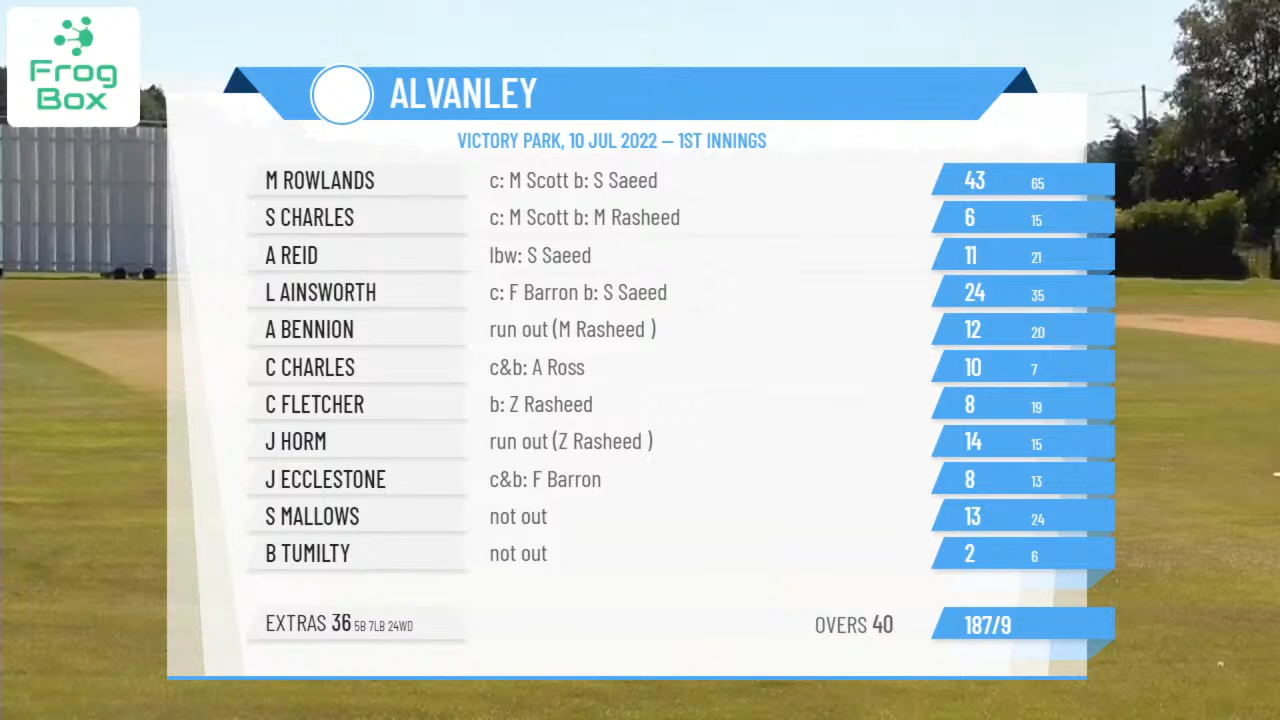 Frog
Box
ALVANLEY
VICTORY PARK, 10 JUL 2022 – 1ST INNINGS
M ROWLANDS c: M Scott b: S Saeed 43 65
S CHARLES c: M Scott b: M Rasheed 6 15
A REID lbw: S Saeed 11 21
L AINSWORTH c: F Barron b: S Saeed 24 35
A BENNION run out (M Rasheed ) 12 20
C CHARLES c&b: A Ross 10 7
C FLETCHER b: Z Rasheed 8 19
J HORM run out (Z Rasheed ) 14 15
J ECCLESTONE c&b: F Barron 8 13
S MALLOWS not out 13 24
B TUMILTY not out 2 6
EXTRAS 36 5B 7LB 24WD OVERS 40 187/9